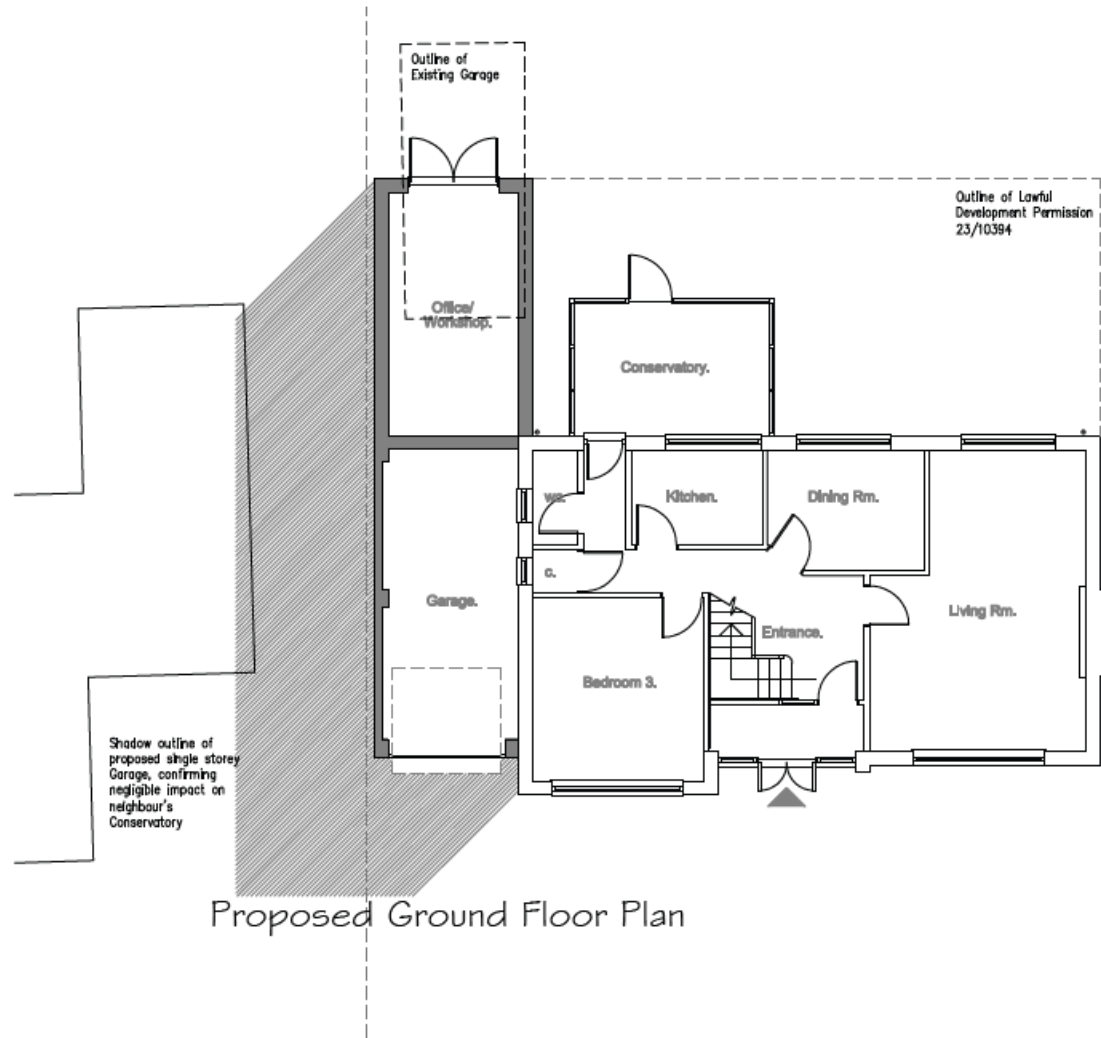 Outline of
Existing Garage
Outline of Lawful
Development Permission
23/10394
Office/
Workshop.
Conservatory.
wc.
Kitchen.
Dining Rm.
c.
Garage.
Entrance.
Living Rm.
Bedroom 3.
Shadow outline of
proposed single storey
Garage, confirming
negligible impact on
neighbour's
Conservatory
Proposed Ground Floor Plan